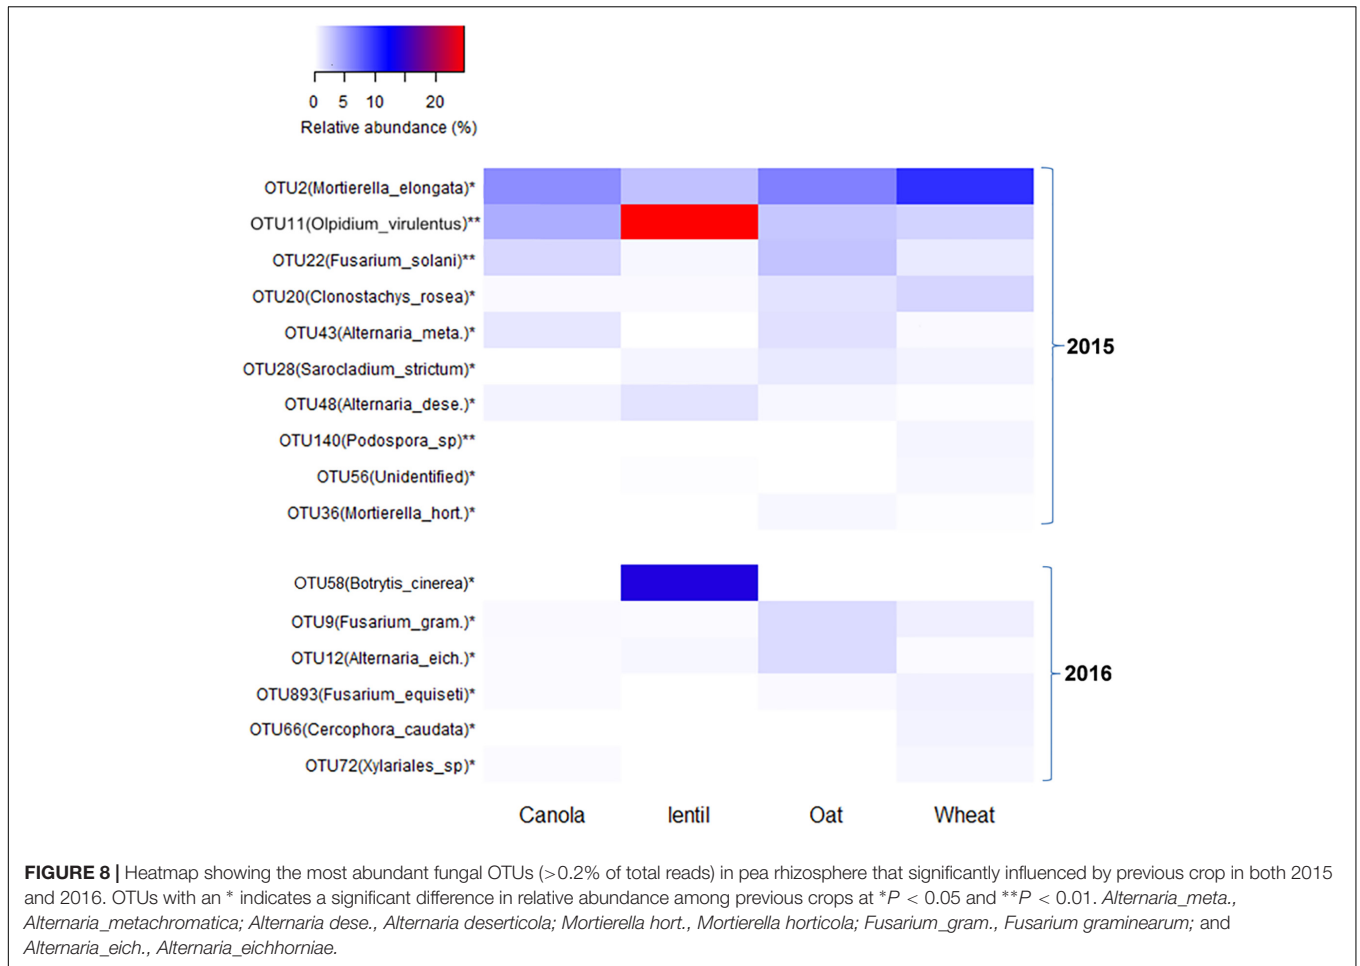 0 5 10 20
Relative abundance (%)
OTU2(Mortierella_elongata)*
OTU11(Olpidium_virulentus)**
OTU22(Fusarium_solani)**
OTU20(Clonostachys_rosea)*
OTU43(Alternaria_meta.)*
OTU28(Sarocladium_strictum)*
OTU48(Alternaria_dese.)*
OTU140(Podospora_sp)**
OTU56(Unidentified)*
OTU36(Mortierella_hort.)*
2015
OTU58(Botrytis_cinerea)*
OTU9(Fusarium_gram.)*
OTU12(Alternaria_eich.)*
OTU893(Fusarium_equiseti)*
OTU66(Cercophora_caudata)*
OTU72(Xylariales_sp)*
2016
Canola lentil Oat Wheat
FIGURE 8 | Heatmap showing the most abundant fungal OTUs (>0.2% of total reads) in pea rhizosphere that significantly influenced by previous crop in both 2015
and 2016. OTUs with an * indicates a significant difference in relative abundance among previous crops at *P < 0.05 and **P < 0.01. Alternaria_meta.,
Alternaria_metachromatica; Alternaria dese., Alternaria deserticola; Mortierella hort., Mortierella horticola; Fusarium_gram., Fusarium graminearum; and
Alternaria_eich., Alternaria_eichhorniae.